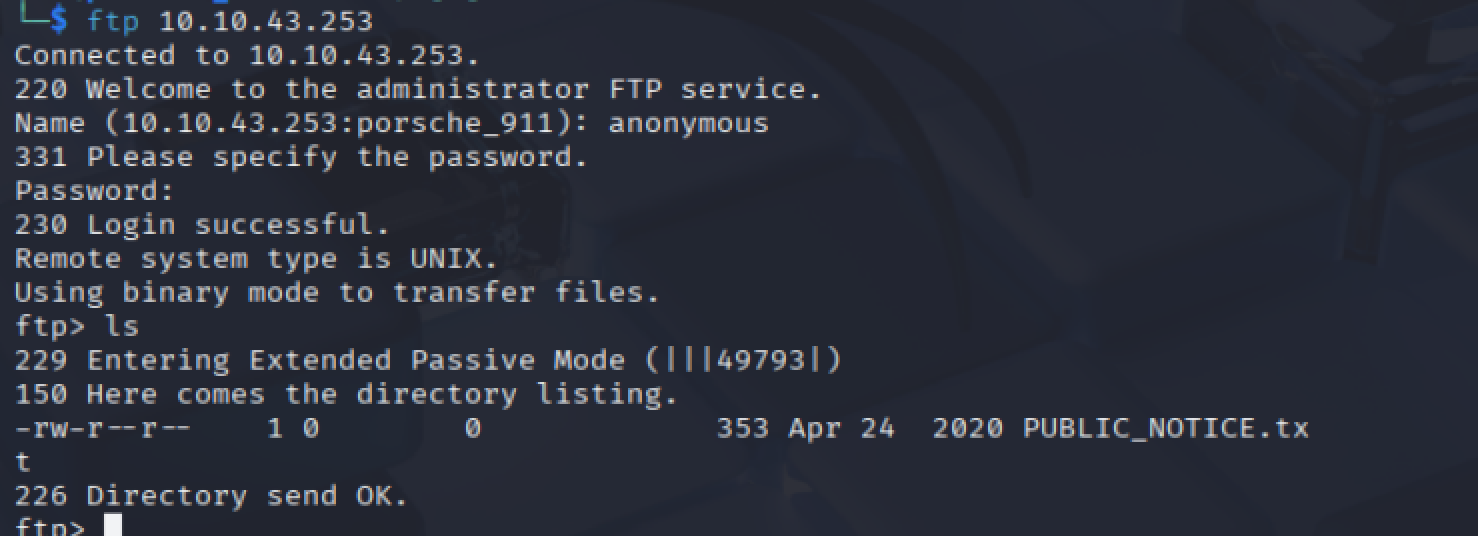 └─$ ftp 10.10.43.253
Connected to 10.10.43.253.
220 Welcome to the administrator FTP service.
Name (10.10.43.253:porsche_911): anonymous
331 Please specify the password.
Password:
230 Login successful.
Remote system type is UNIX.
Using binary mode to transfer files.
ftp> ls
229 Entering Extended Passive Mode (|||49793|)
150 Here comes the directory listing.
-rw-r--r--    1 0        0             353 Apr 24  2020 PUBLIC_NOTICE.tx
t
226 Directory send OK.
ftp>